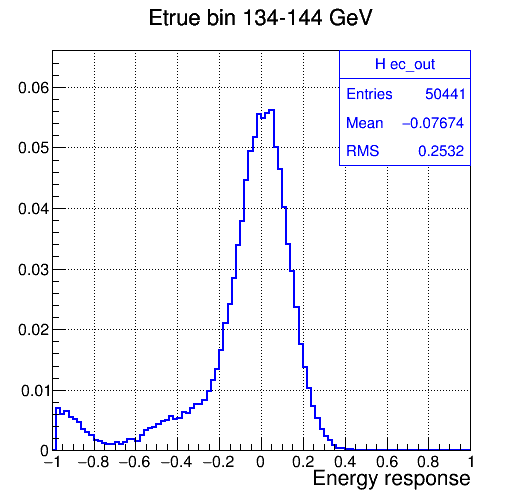 Etrue bin 134-144 GeV
H ec_out
Entries 50441
Mean −0.07674
RMS 0.2532
0.06
0.05
0.04
0.03
0.02
0.01
0
−1 −0.8 −0.6 −0.4 −0.2 0 0.2 0.4 0.6 0.8 1
Energy response